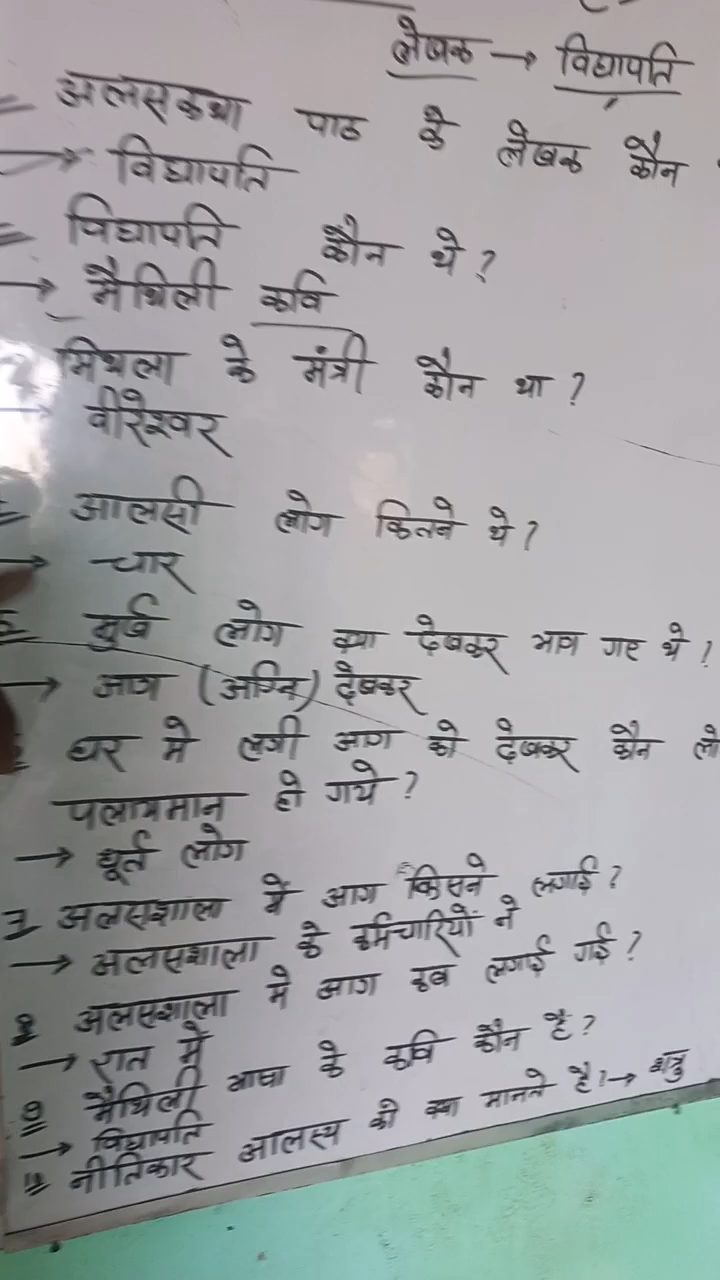 लेखक → विद्यापति
अलसकथा पाठ के लेखक कौन
→ विद्यापति
विद्यापति कौन थे?
→ मैथिली कवि
मिथला के मंत्री कौन था?
→ वीरेश्वर
आलसी लोग कितने थे?
→ चार
धुर्त लोग क्या देखकर भाग गए थे?
→ आग (अग्नि) देखकर
घर मे लगी आग को देखकर कौन लो
पलायमान हो गये?
→ धूर्त लोग
7 अलसशाला में आग किसने लगाई?
→ अलसशाला के कर्मचारियों ने
8 अलसशाला मे आग कब लगाई गई?
→ रात में
9 मैथिली भाषा के कवि कौन है?
→ विद्यापति
10 नीतिकार आलस्य को क्या मानते है?→ शत्रु